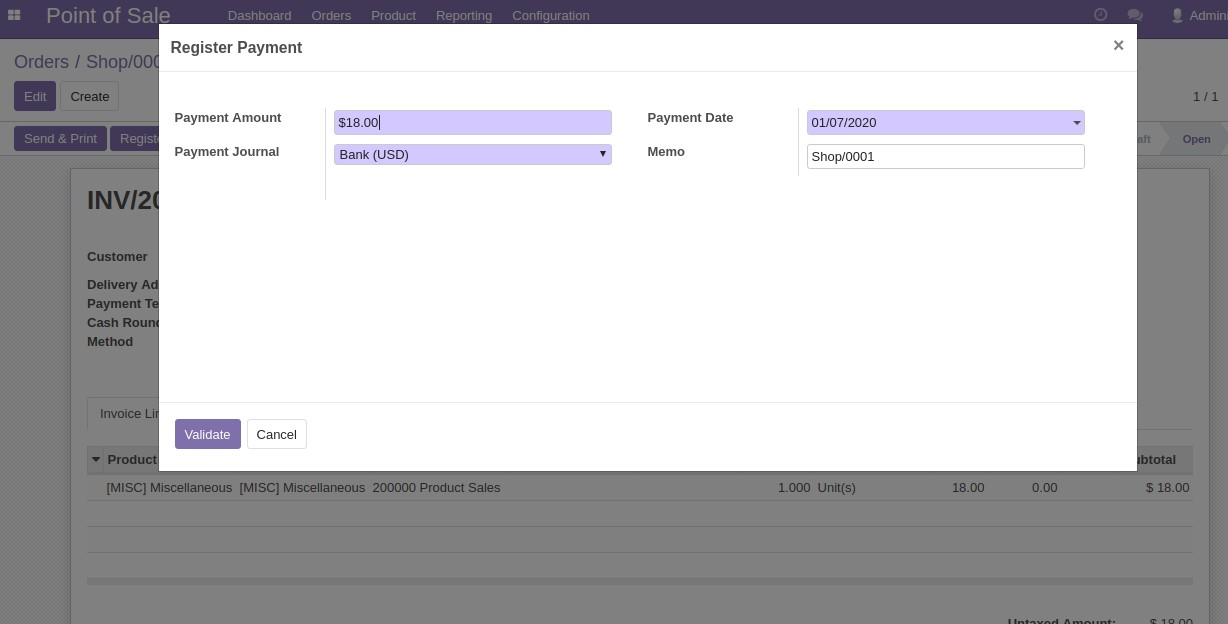 Point of Sale Dashboard Orders Product Reporting Configuration Admin
Register Payment ×
Orders / Shop/000
Edit Create
1 / 1
Payment Amount $18.00
Payment Date 01/07/2020
Send & Print Registe
aft Open
Payment Journal Bank (USD)
Memo Shop/0001
INV/20
Customer
Delivery Ad
Payment Te
Cash Round
Method
Invoice Lin
Validate Cancel
Product ubtotal
[MISC] Miscellaneous [MISC] Miscellaneous 200000 Product Sales 1.000 Unit(s) 18.00 0.00 $ 18.00
Untaxed Amount: $ 18.00